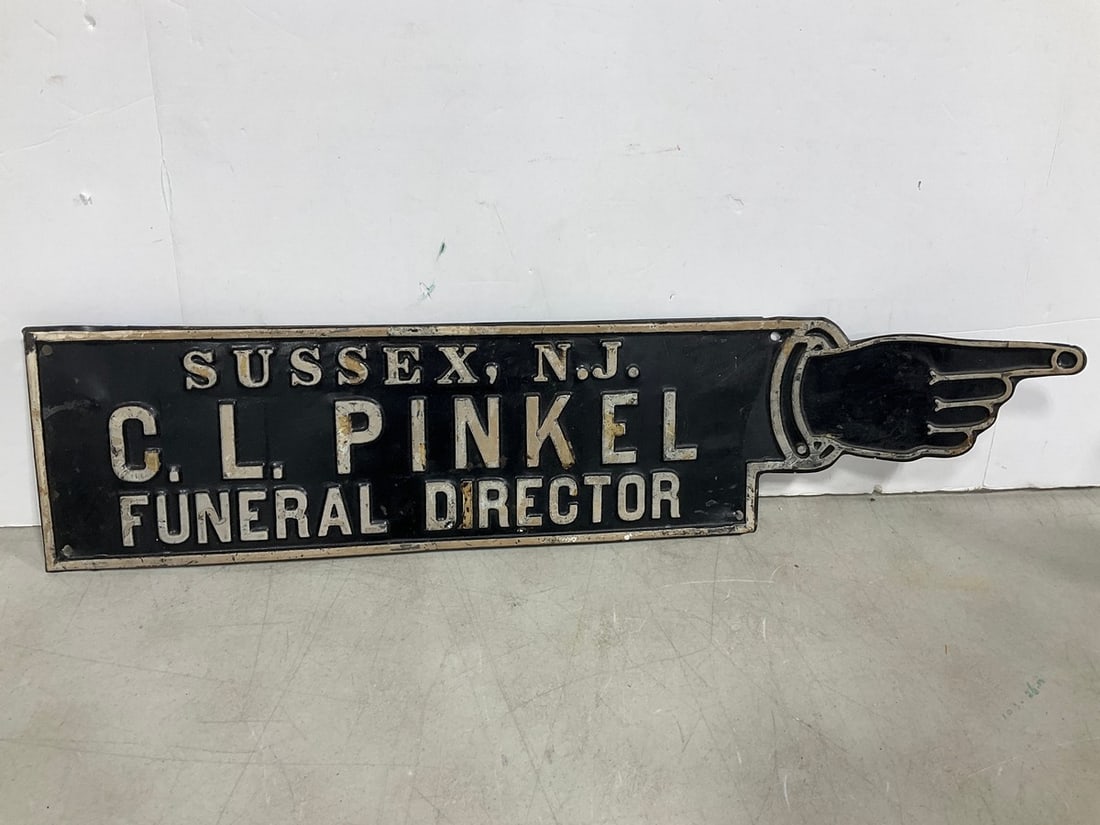 SUSSEX, N.J.
C. L. PINKEL
FUNERAL DIRECTOR